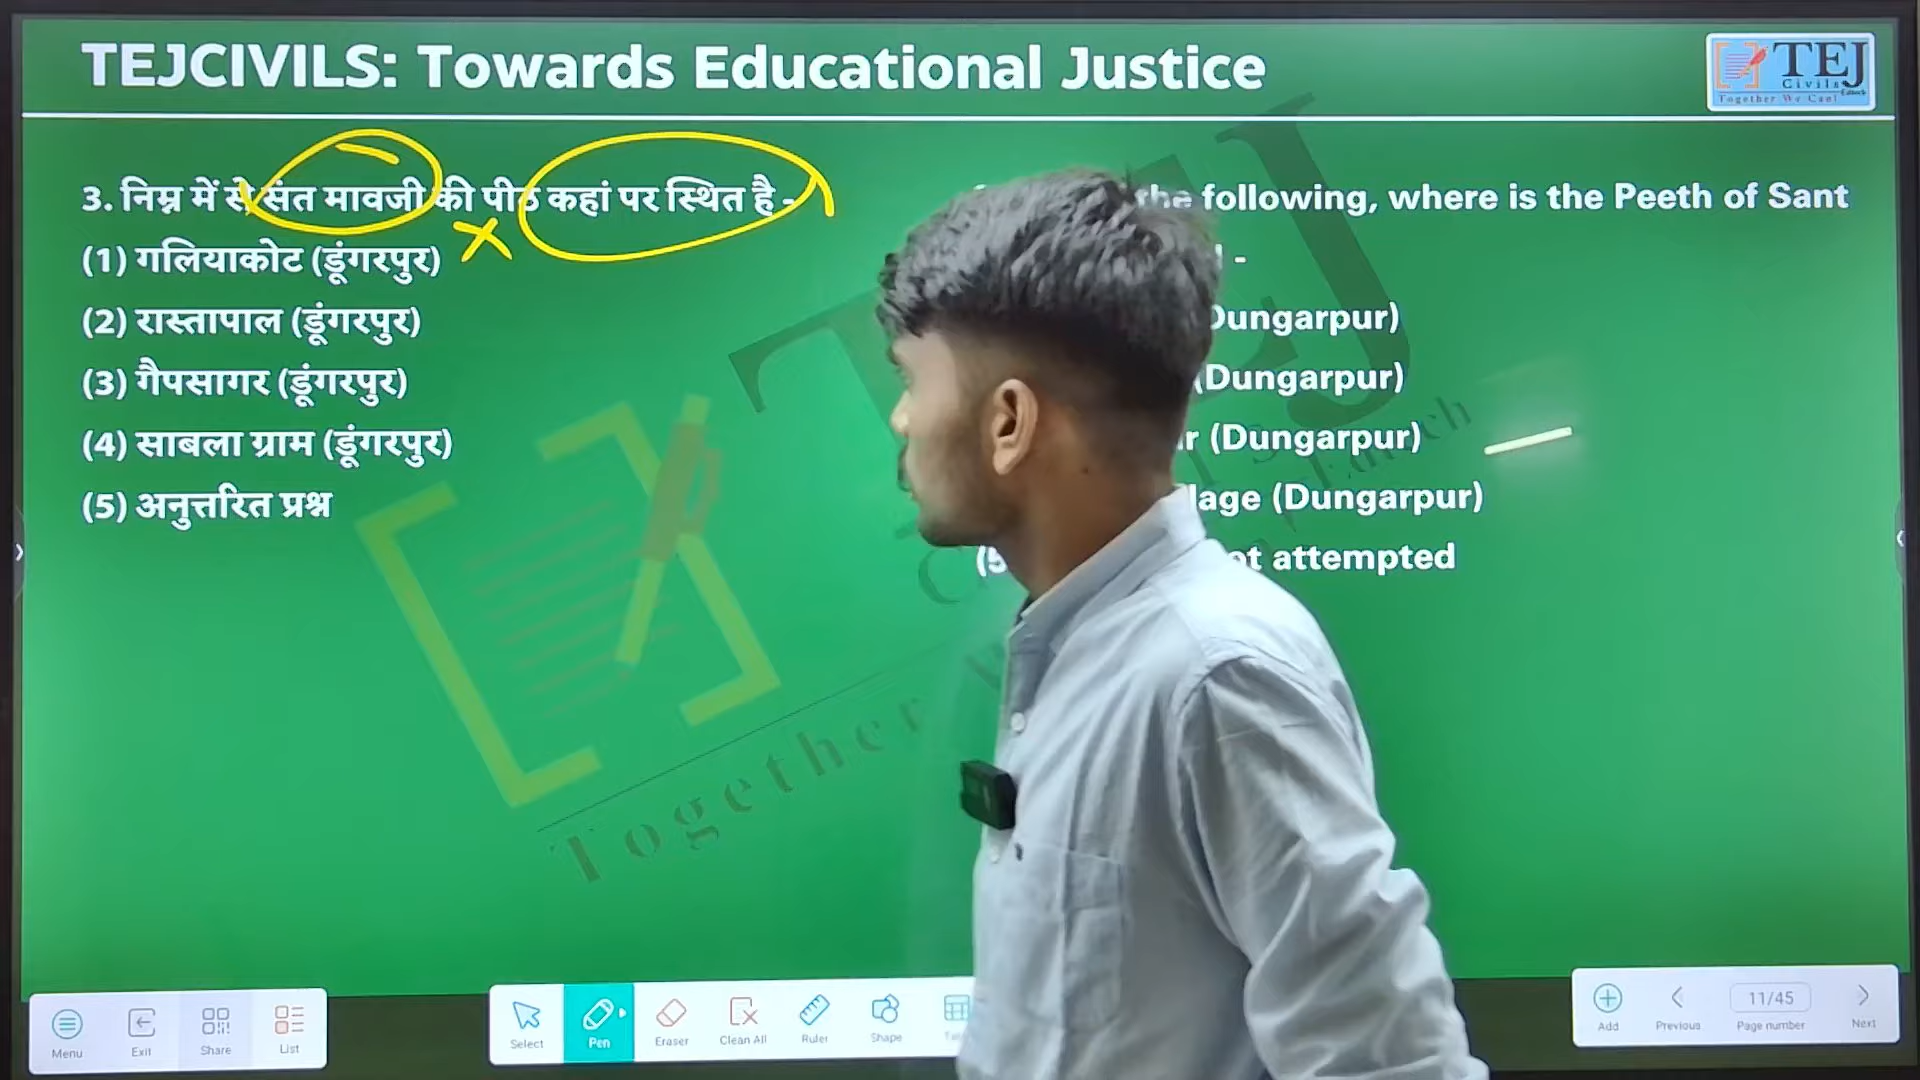 TEJCIVILS: Towards Educational Justice
TEJ
Civils
Edutech
Together We Can!
3. निम्न में से संत मावजी की पीठ कहां पर स्थित है -
(1) गलियाकोट (डूंगरपुर)
(2) रास्तापाल (डूंगरपुर)
(3) गैपसागर (डूंगरपुर)
(4) साबला ग्राम (डूंगरपुर)
(5) अनुत्तरित प्रश्न
the following, where is the Peeth of Sant
-
(Dungarpur)
(Dungarpur)
(Dungarpur)
(Dungarpur)
attempted
Together
Menu
Exit
Share
List
Select
Pen
Eraser
Clean All
Ruler
Shape
Add
Previous
11/45
Page number
Next